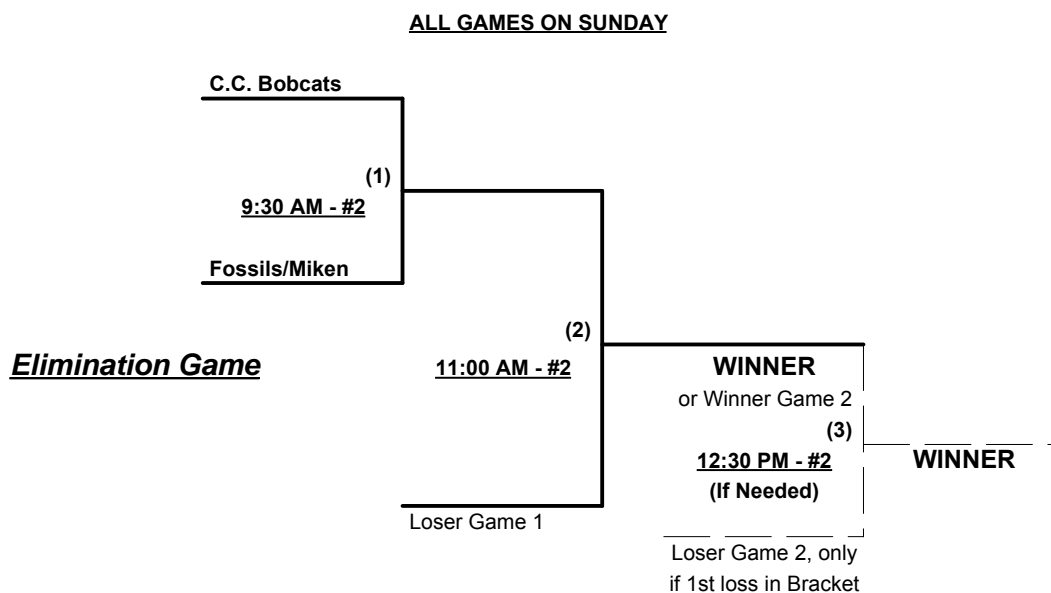 ALL GAMES ON SUNDAY
C.C. Bobcats
(1)
9:30 AM - #2
Fossils/Miken
(2)
Elimination Game
11:00 AM - #2
WINNER
or Winner Game 2
(3)
12:30 PM - #2
WINNER
(If Needed)
Loser Game 1
Loser Game 2, only
if 1st loss in Bracket